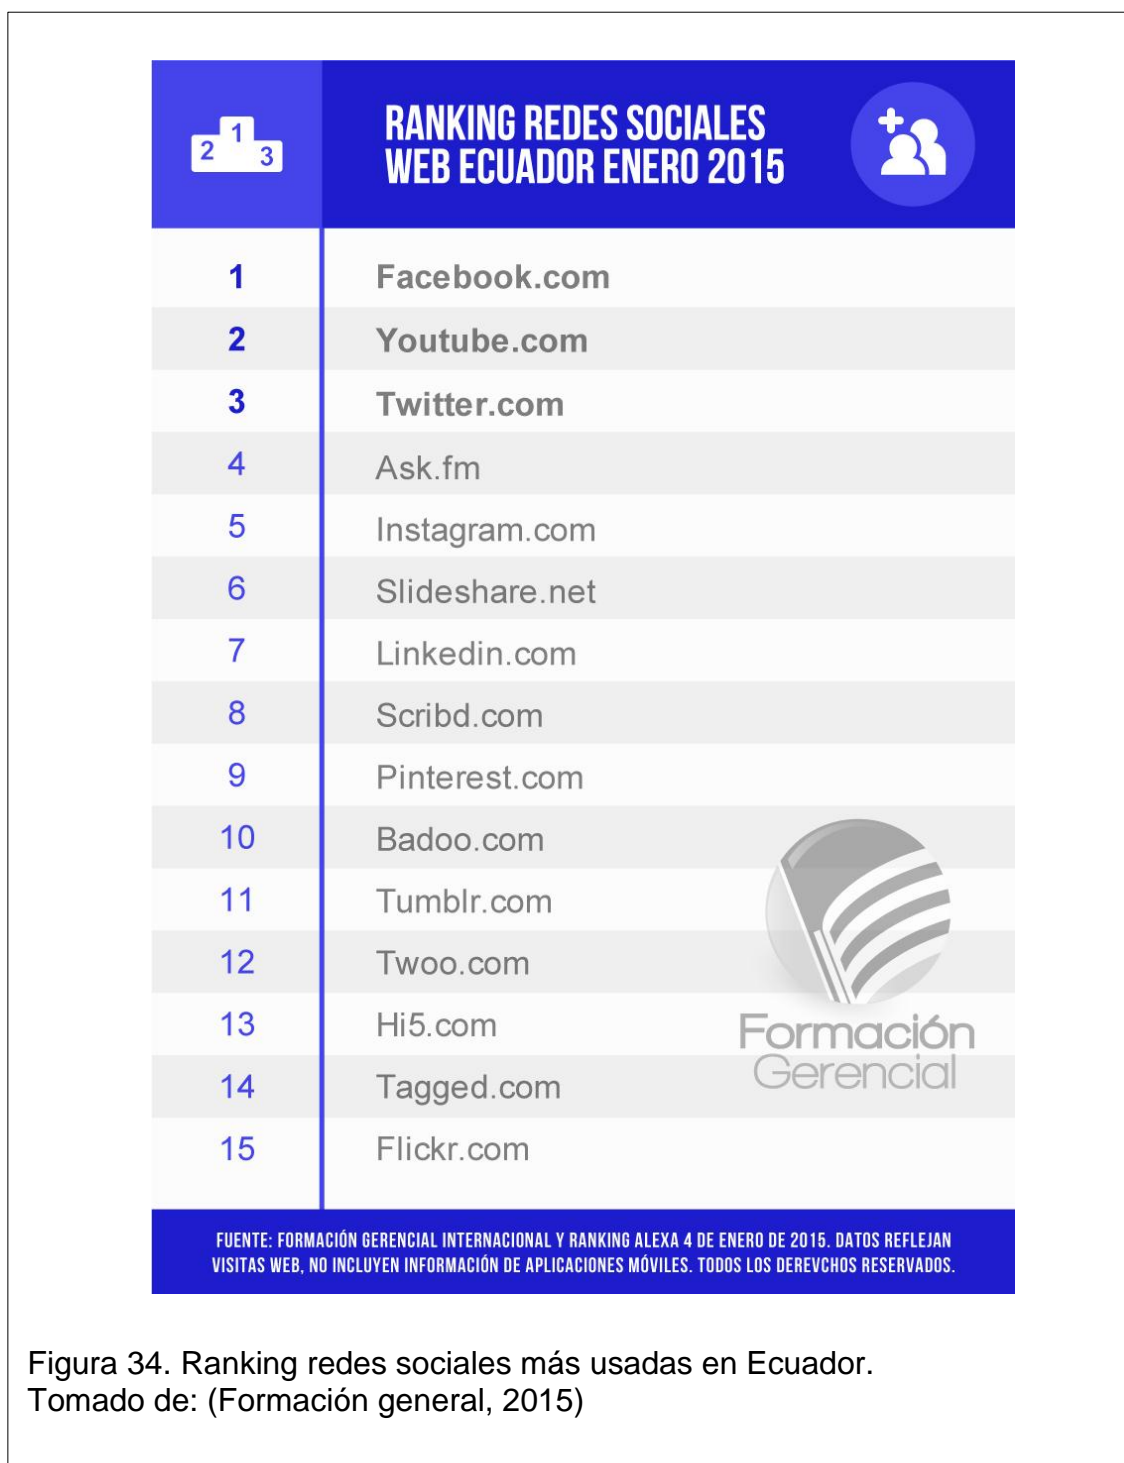 1
2
3
RANKING REDES SOCIALES
WEB ECUADOR ENERO 2015
1 Facebook.com
2 Youtube.com
3 Twitter.com
4 Ask.fm
5 Instagram.com
6 Slideshare.net
7 Linkedin.com
8 Scribd.com
9 Pinterest.com
10 Badoo.com
11 Tumblr.com
12 Twoo.com
13 Hi5.com
14 Tagged.com
15 Flickr.com
Formación
Gerencial
FUENTE: FORMACIÓN GERENCIAL INTERNACIONAL Y RANKING ALEXA 4 DE ENERO DE 2015. DATOS REFLEJAN
VISITAS WEB, NO INCLUYEN INFORMACIÓN DE APLICACIONES MÓVILES. TODOS LOS DEREVCHOS RESERVADOS.
Figura 34. Ranking redes sociales más usadas en Ecuador.
Tomado de: (Formación general, 2015)